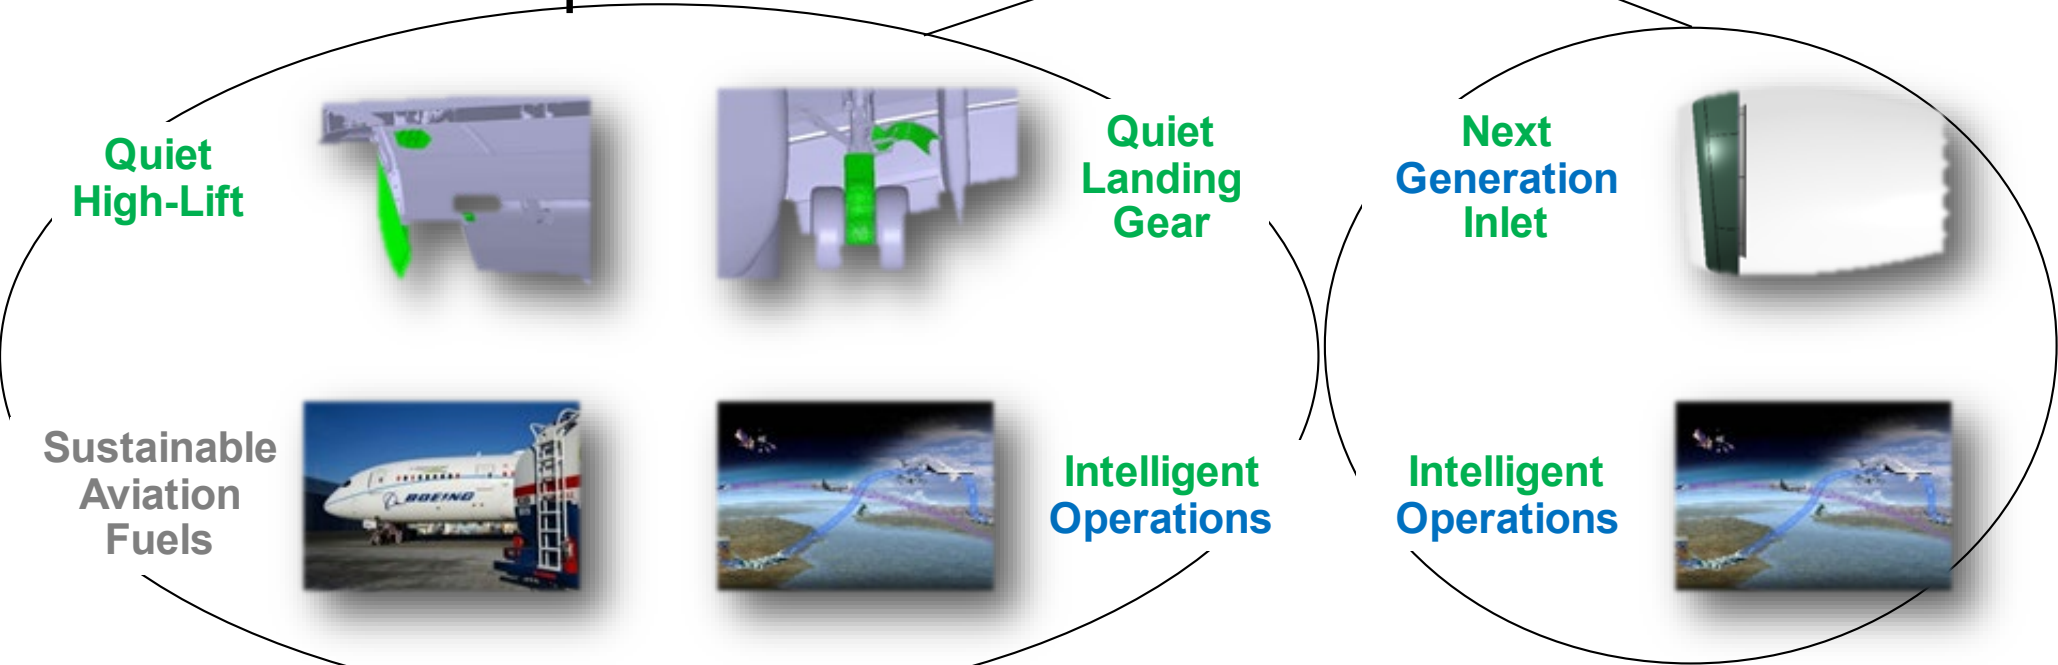 Quiet
High-Lift
Quiet
Landing
Gear
Next
Generation
Inlet
Sustainable
Aviation
Fuels
BOEING
Intelligent
Operations
Intelligent
Operations